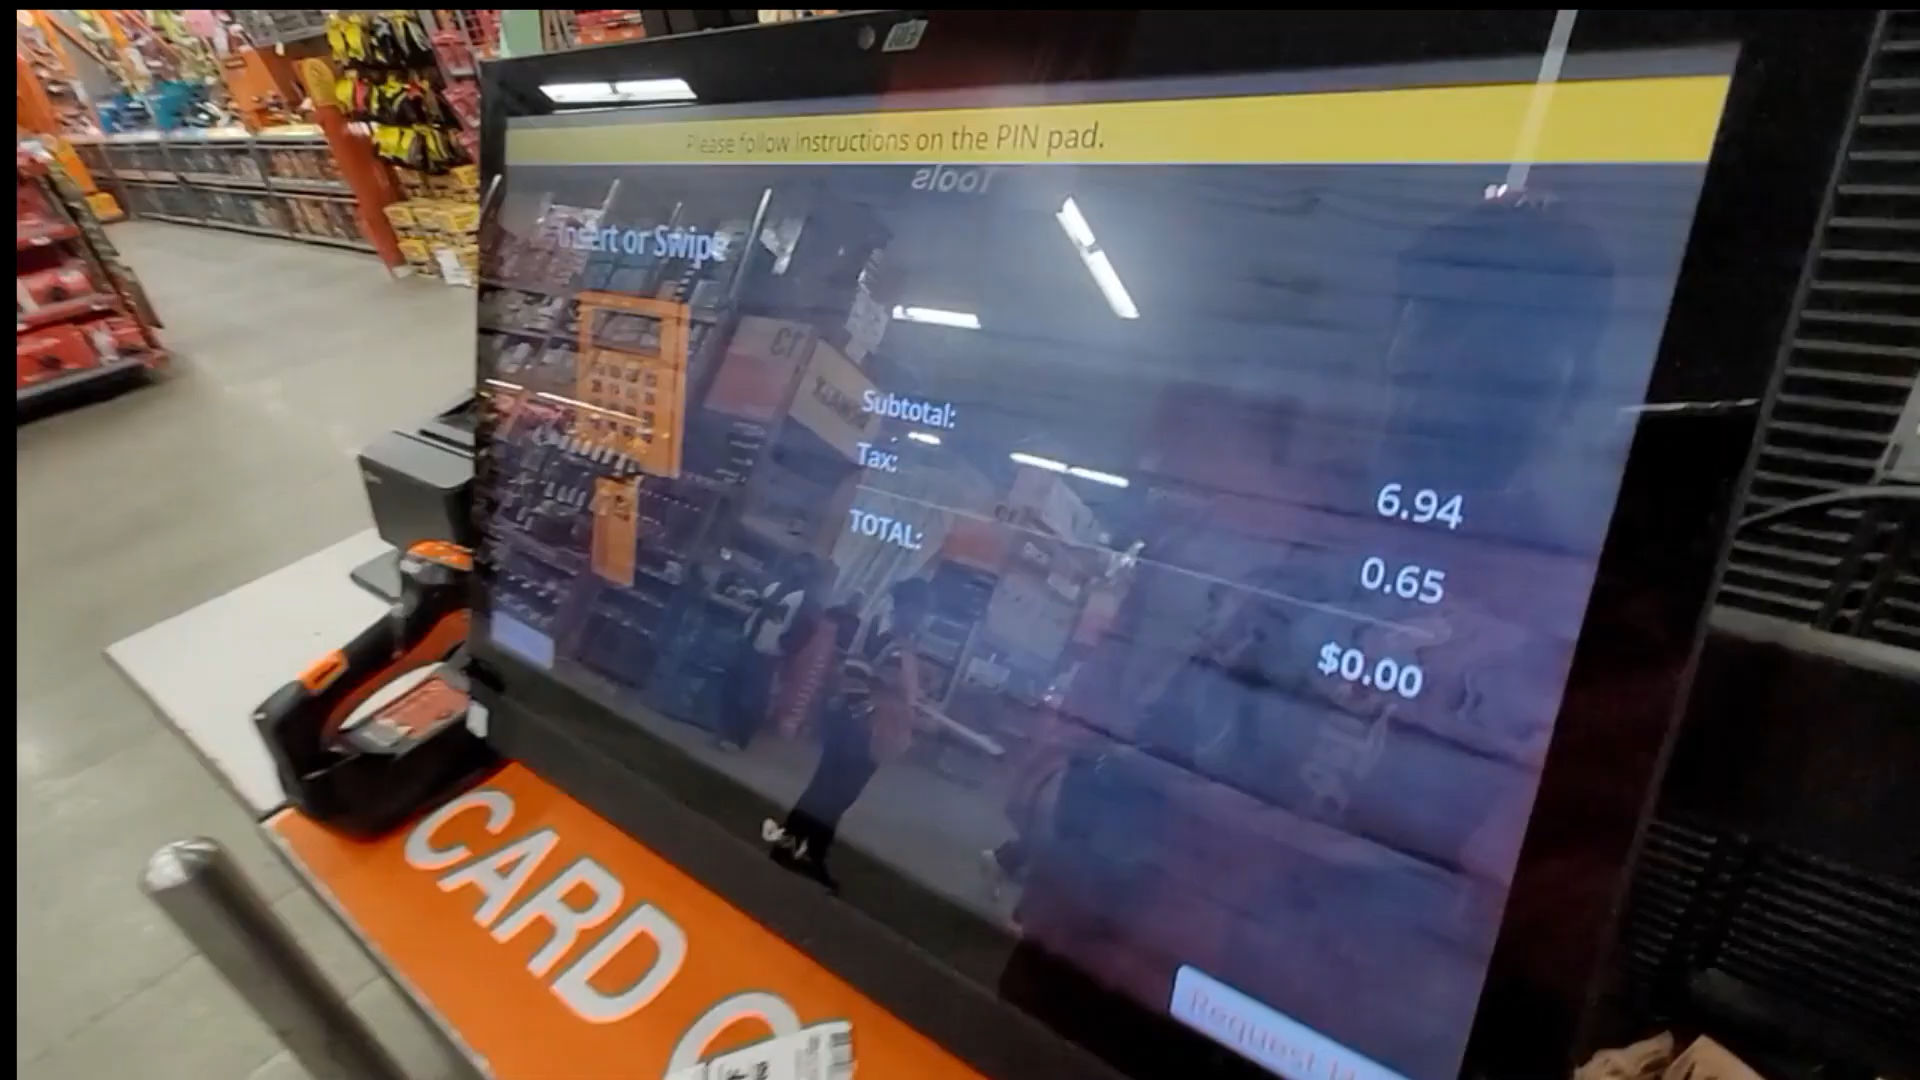 Please follow instructions on the PIN pad.
Tools
Insert or Swipe
Subtotal: 6.94
Tax: 0.65
TOTAL: $0.00
CARD
Request